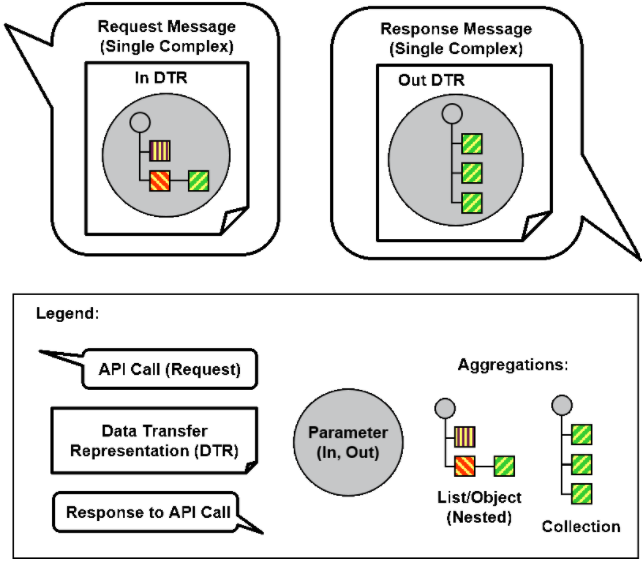 Request Message
(Single Complex)
In DTR
Response Message
(Single Complex)
Out DTR
Legend:
API Call (Request)
Data Transfer
Representation (DTR)
Response to API Call
Parameter
(In, Out)
Aggregations:
List/Object
(Nested)
Collection